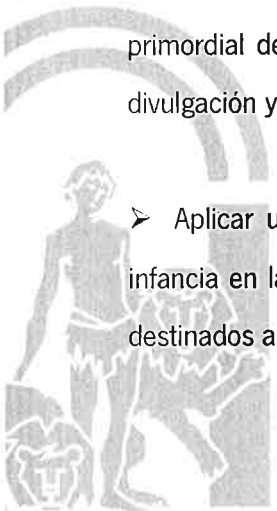 primordial de
divulgación y
➢ Aplicar u
infancia en la
destinados a